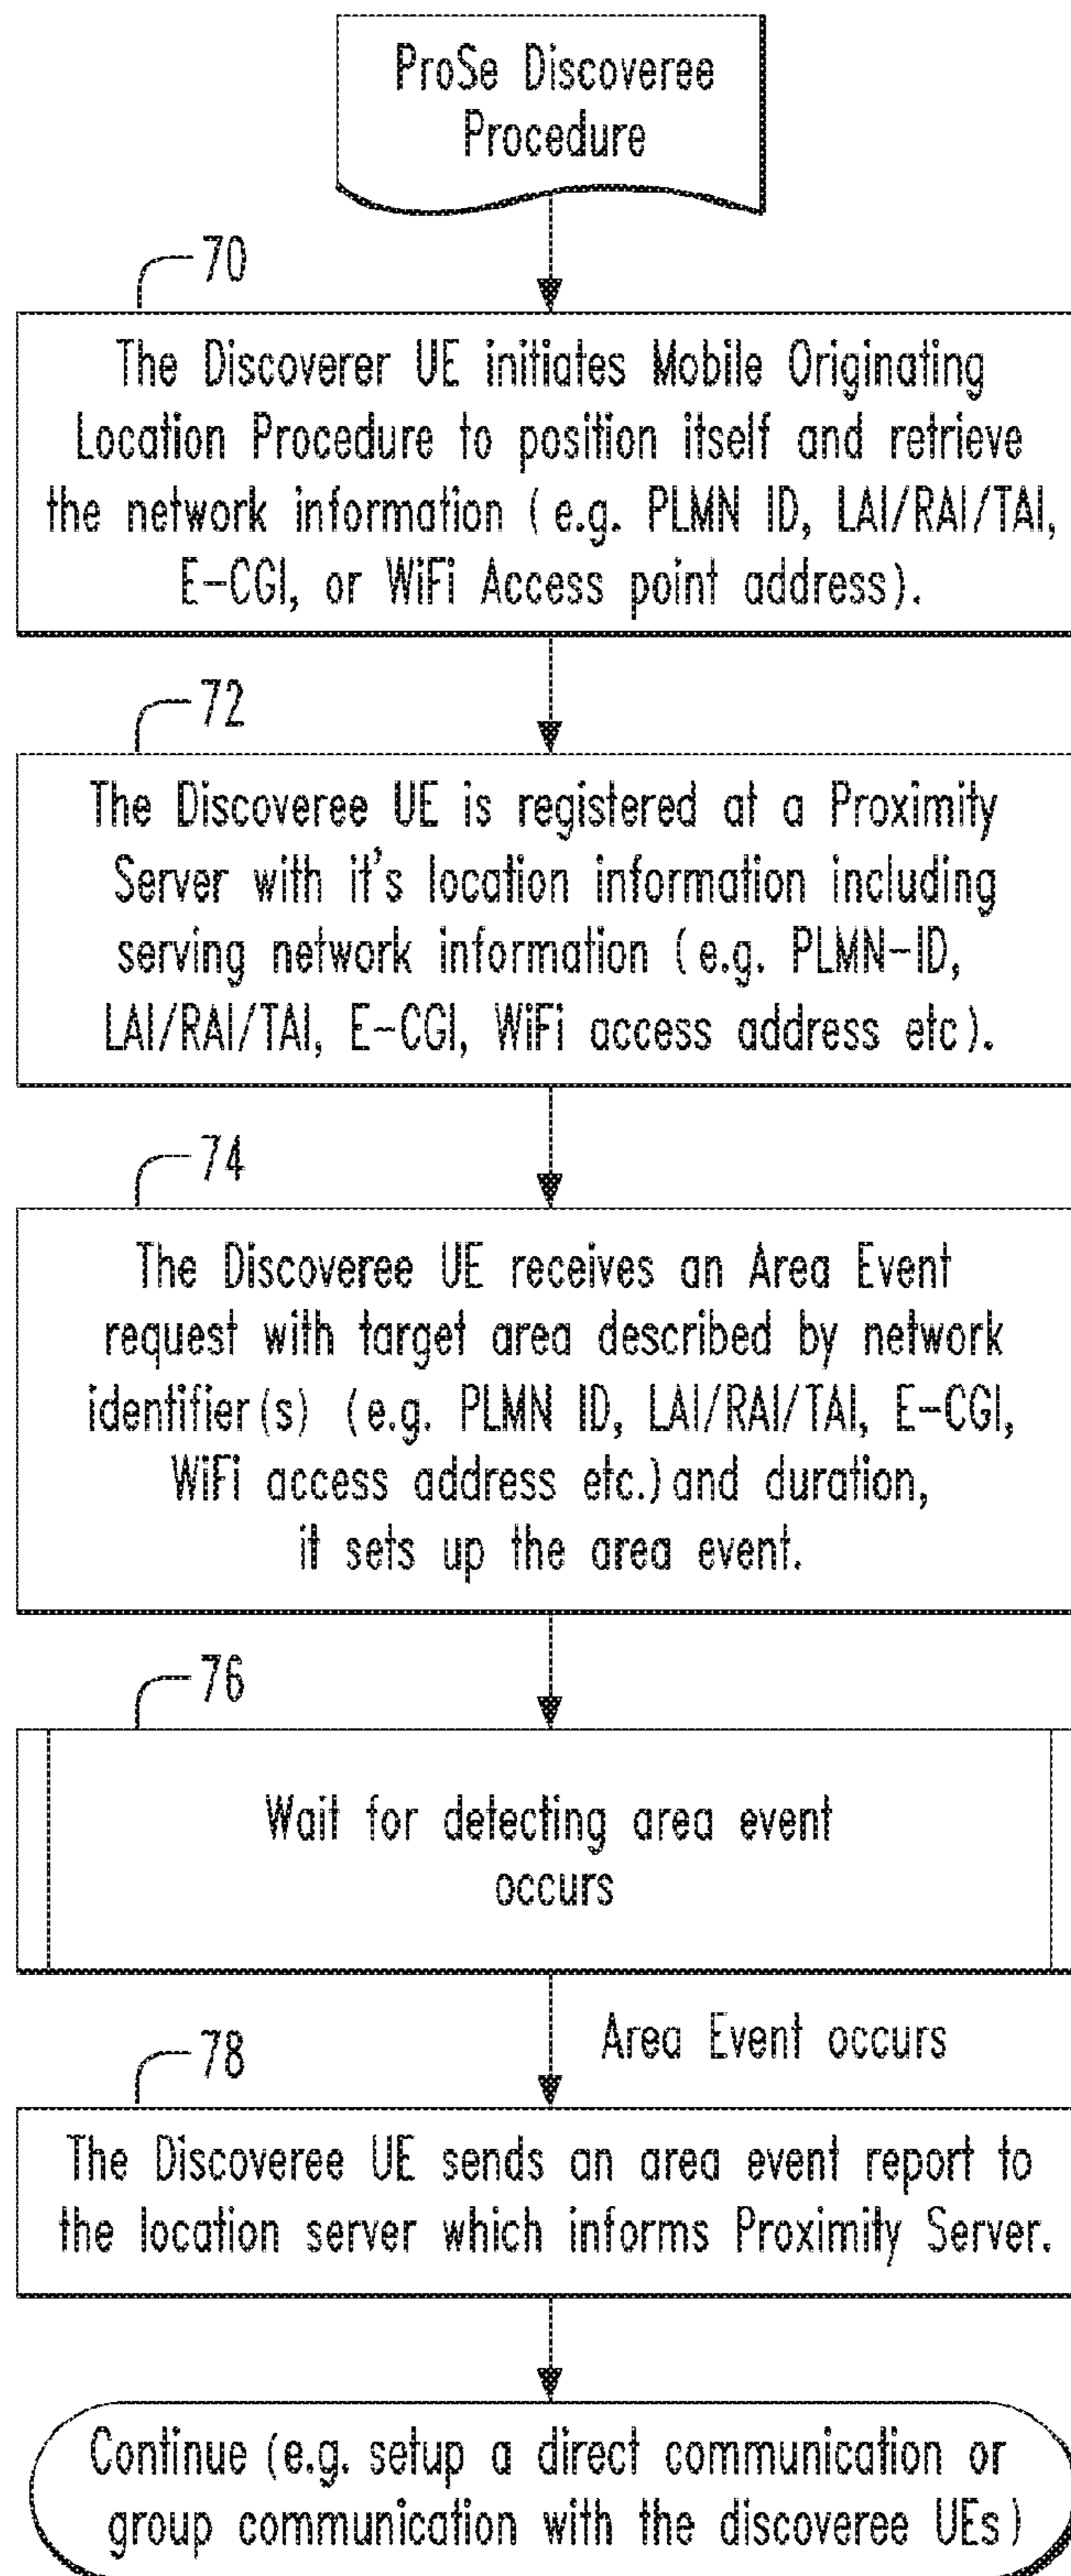 ProSe Discoveree
Procedure
70
The Discoverer UE initiates Mobile Originating
Location Procedure to position itself and retrieve
the network information (e.g. PLMN ID, LAI/RAI/TAI,
E-CGI, or WiFi Access point address).
72
The Discoveree UE is registered at a Proximity
Server with it's location information including
serving network information (e.g. PLMN-ID,
LAI/RAI/TAI, E-CGI, WiFi access address etc).
74
The Discoveree UE receives an Area Event
request with target area described by network
identifier(s) (e.g. PLMN ID, LAI/RAI/TAI, E-CGI,
WiFi access address etc.) and duration,
it sets up the area event.
76
Wait for detecting area event
occurs
Area Event occurs
78
The Discoveree UE sends an area event report to
the location server which informs Proximity Server.
Continue (e.g. setup a direct communication or
group communication with the discoveree UEs)